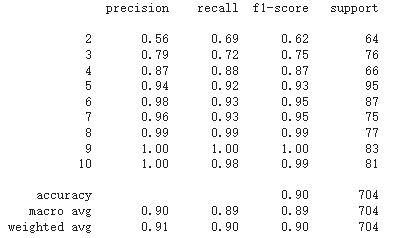 precision recall f1-score support
2 0.56 0.69 0.62 64
3 0.79 0.72 0.75 76
4 0.87 0.88 0.87 66
5 0.94 0.92 0.93 95
6 0.98 0.93 0.95 87
7 0.96 0.93 0.95 75
8 0.99 0.99 0.99 77
9 1.00 1.00 1.00 83
10 1.00 0.98 0.99 81
accuracy 0.90 704
macro avg 0.90 0.89 0.89 704
weighted avg 0.91 0.90 0.90 704